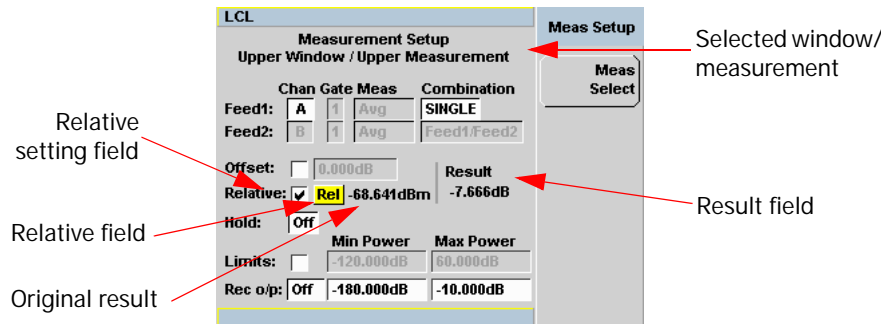 LCL
Meas Setup
Measurement Setup
Upper Window / Upper Measurement
Selected window/
measurement
Meas
Select
Chan Gate Meas Combination
Feed1: A 1 Avg SINGLE
Feed2: B 1 Avg Feed1/Feed2
Relative
setting field
Offset: 0.000dB Result
Relative: Rel -68.641dBm -7.666dB
Result field
Hold: Off
Relative field
Min Power Max Power
Limits: -120.000dB 60.000dB
Original result
Rec o/p: Off -180.000dB -10.000dB